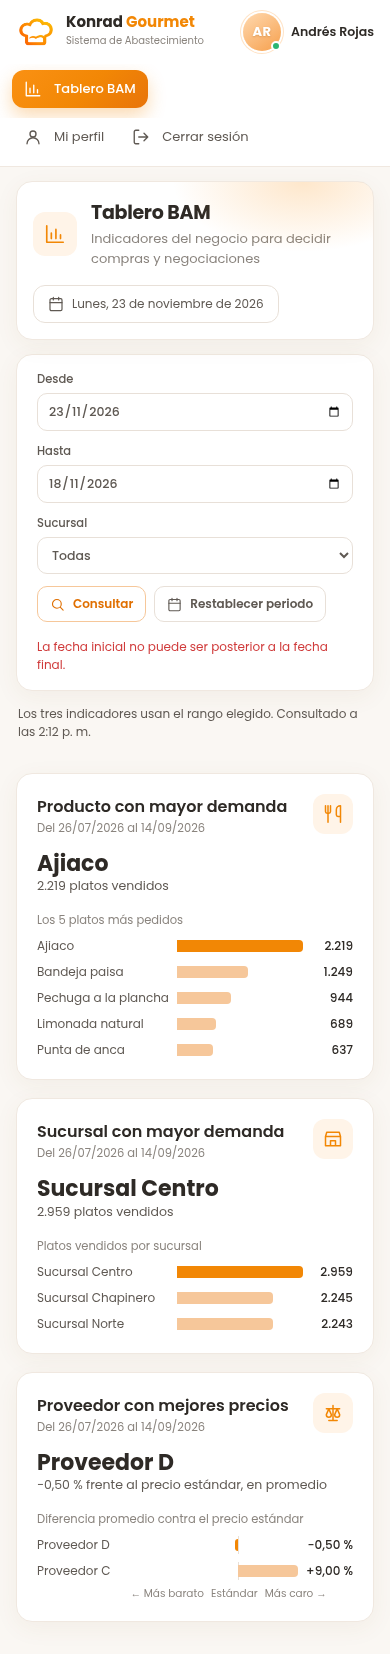 Konrad Gourmet
Sistema de Abastecimiento
AR
Andrés Rojas
Tablero BAM
Mi perfil
Cerrar sesión
Tablero BAM
Indicadores del negocio para decidir
compras y negociaciones
Lunes, 23 de noviembre de 2026
Desde
23/11/2026
Hasta
18/11/2026
Sucursal
Todas
Consultar
Restablecer periodo
La fecha inicial no puede ser posterior a la fecha
final.
Los tres indicadores usan el rango elegido. Consultado a
las 2:12 p. m.
Producto con mayor demanda
Del 26/07/2026 al 14/09/2026
Ajiaco
2.219 platos vendidos
Los 5 platos más pedidos
Ajiaco 2.219
Bandeja paisa 1.249
Pechuga a la plancha 944
Limonada natural 689
Punta de anca 637
Sucursal con mayor demanda
Del 26/07/2026 al 14/09/2026
Sucursal Centro
2.959 platos vendidos
Platos vendidos por sucursal
Sucursal Centro 2.959
Sucursal Chapinero 2.245
Sucursal Norte 2.243
Proveedor con mejores precios
Del 26/07/2026 al 14/09/2026
Proveedor D
-0,50 % frente al precio estándar, en promedio
Diferencia promedio contra el precio estándar
Proveedor D -0,50 %
Proveedor C +9,00 %
← Más barato Estándar Más caro →